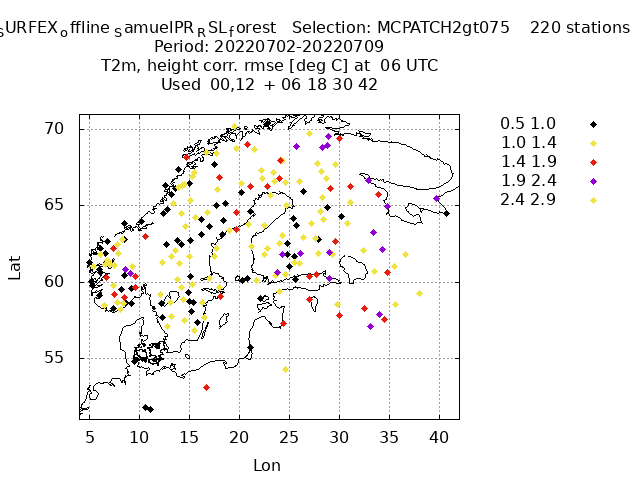 SURFEXoffline SamuelPRRSLforest Selection: MCPATCH2gt075 220 stations
Period: 20220702-20220709
T2m, height corr. rmse [deg C] at 06 UTC
Used 00,12 + 06 18 30 42
0.5 1.0
1.0 1.4
1.4 1.9
1.9 2.4
2.4 2.9
70
65
60
55
Lat
5 10 15 20 25 30 35 40
Lon